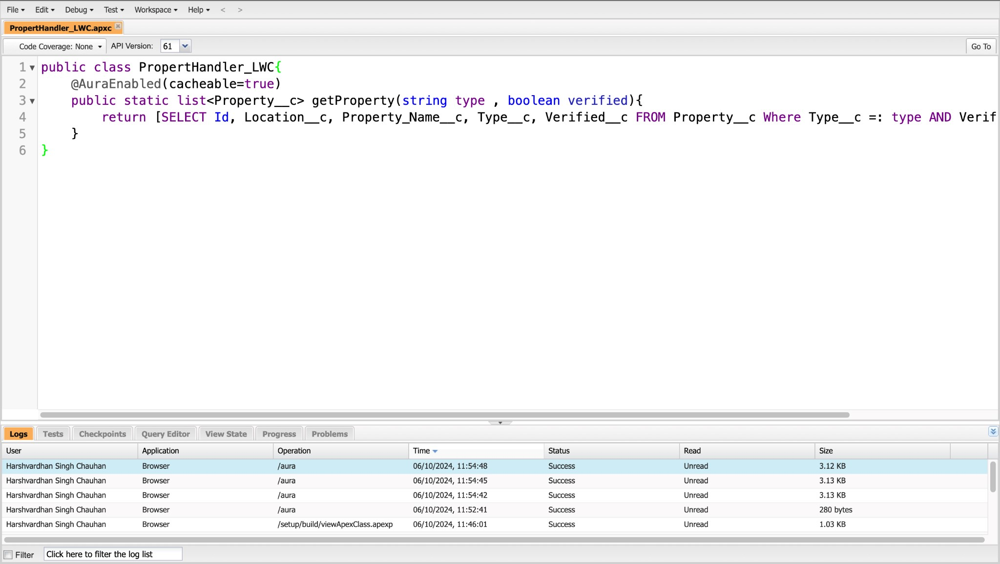 File Edit Debug Test Workspace Help < >
PropertHandler_LWC.apxc
Code Coverage: None API Version: 61 Go To
1 public class PropertHandler_LWC{
2 @AuraEnabled(cacheable=true)
3 public static list<Property__c> getProperty(string type , boolean verified){
4 return [SELECT Id, Location__c, Property_Name__c, Type__c, Verified__c FROM Property__c Where Type__c =: type AND Verif
5 }
6 }
Logs Tests Checkpoints Query Editor View State Progress Problems
User Application Operation Time Status Read Size
Harshvardhan Singh Chauhan Browser /aura 06/10/2024, 11:54:48 Success Unread 3.12 KB
Harshvardhan Singh Chauhan Browser /aura 06/10/2024, 11:54:45 Success Unread 3.13 KB
Harshvardhan Singh Chauhan Browser /aura 06/10/2024, 11:54:42 Success Unread 3.13 KB
Harshvardhan Singh Chauhan Browser /aura 06/10/2024, 11:52:41 Success Unread 280 bytes
Harshvardhan Singh Chauhan Browser /setup/build/viewApexClass.apexp 06/10/2024, 11:46:01 Success Unread 1.03 KB
Filter Click here to filter the log list